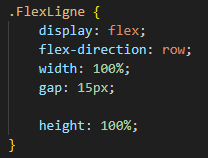 .FlexLigne {
display: flex;
flex-direction: row;
width: 100%;
gap: 15px;
height: 100%;
}